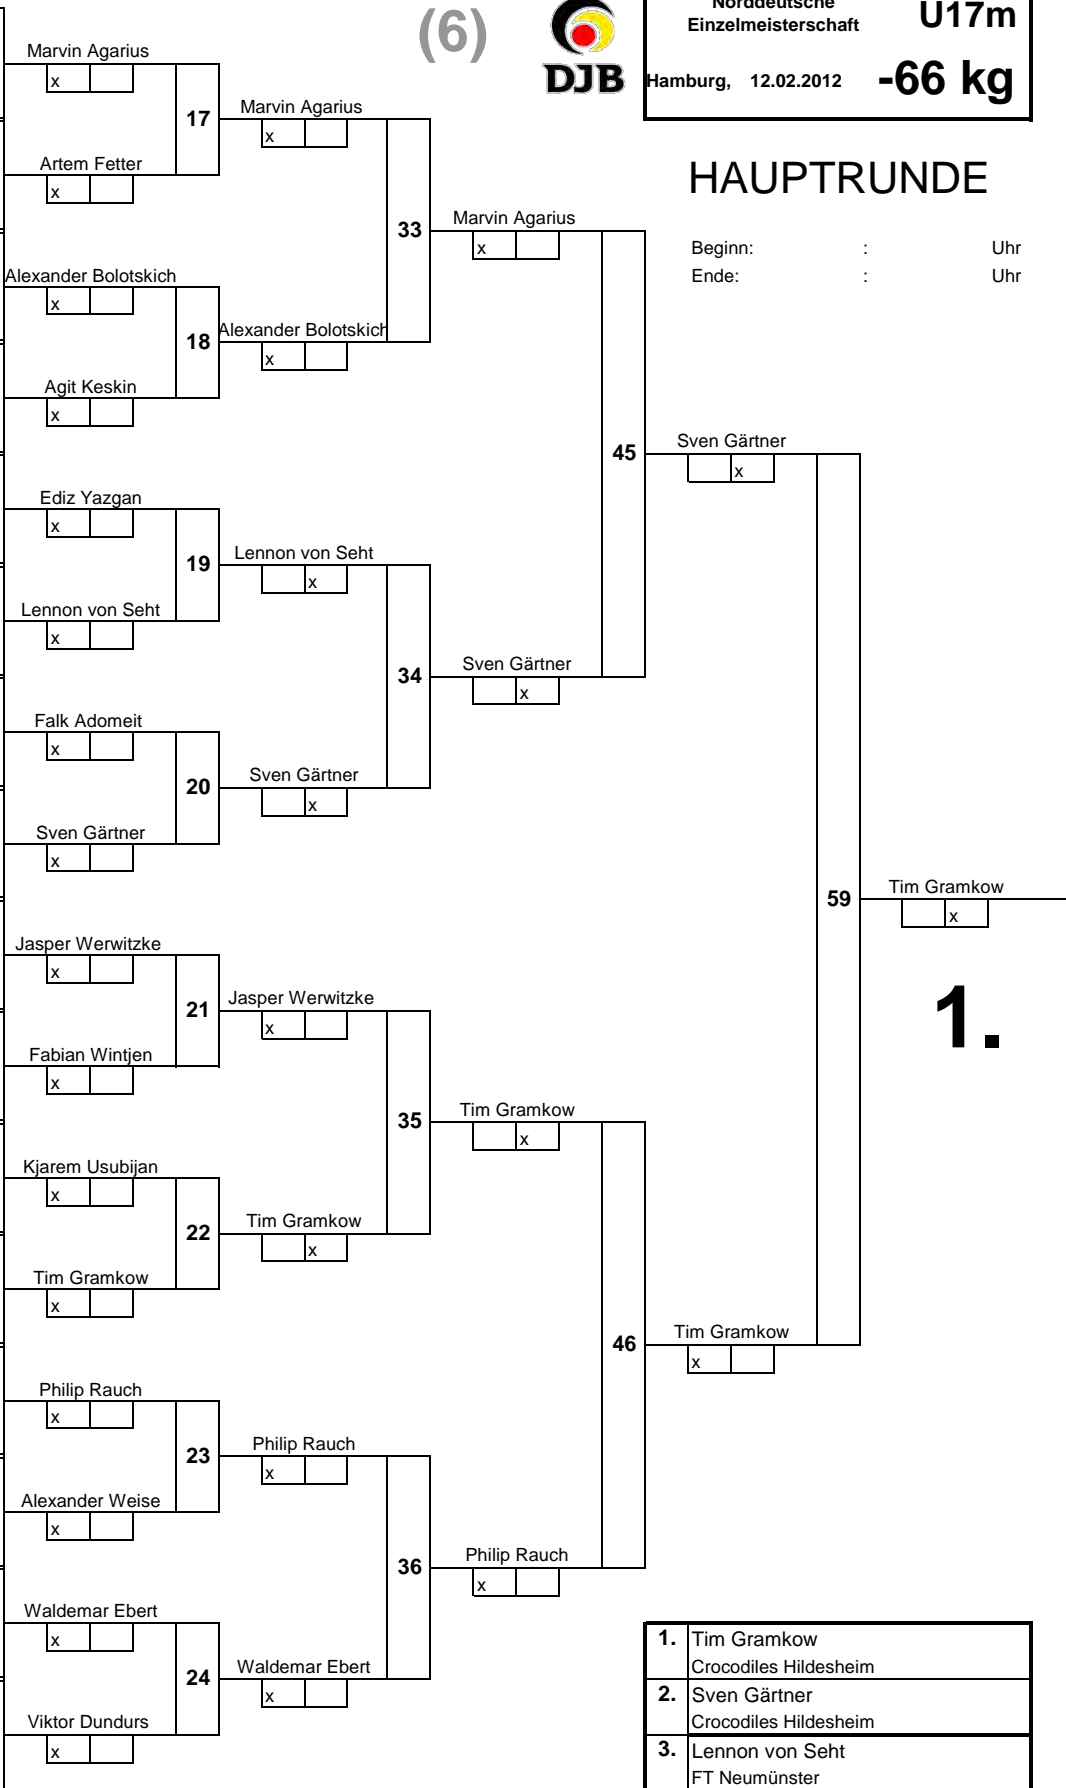 (6)
DJB
Norddeutsche
Einzelmeisterschaft
U17m
Hamburg, 12.02.2012
-66 kg
HAUPTRUNDE
Beginn: : Uhr
Ende: : Uhr
Marvin Agarius
x
17
Artem Fetter
x
Alexander Bolotskich
x
18
Agit Keskin
x
Ediz Yazgan
x
19
Lennon von Seht
x
Falk Adomeit
x
20
Sven Gärtner
x
Jasper Werwitzke
x
21
Fabian Wintjen
x
Kjarem Usubijan
x
22
Tim Gramkow
x
Philip Rauch
x
23
Alexander Weise
x
Waldemar Ebert
x
24
Viktor Dundurs
x
Marvin Agarius
x
33
Alexander Bolotskich
x
Lennon von Seht
x
34
Sven Gärtner
x
Jasper Werwitzke
x
35
Tim Gramkow
x
Philip Rauch
x
36
Waldemar Ebert
x
Marvin Agarius
x
45
Sven Gärtner
x
Tim Gramkow
x
46
Philip Rauch
x
Sven Gärtner
x
59
Tim Gramkow
x
Tim Gramkow
x
1.
1. Tim Gramkow
Crocodiles Hildesheim
2. Sven Gärtner
Crocodiles Hildesheim
3. Lennon von Seht
FT Neumünster